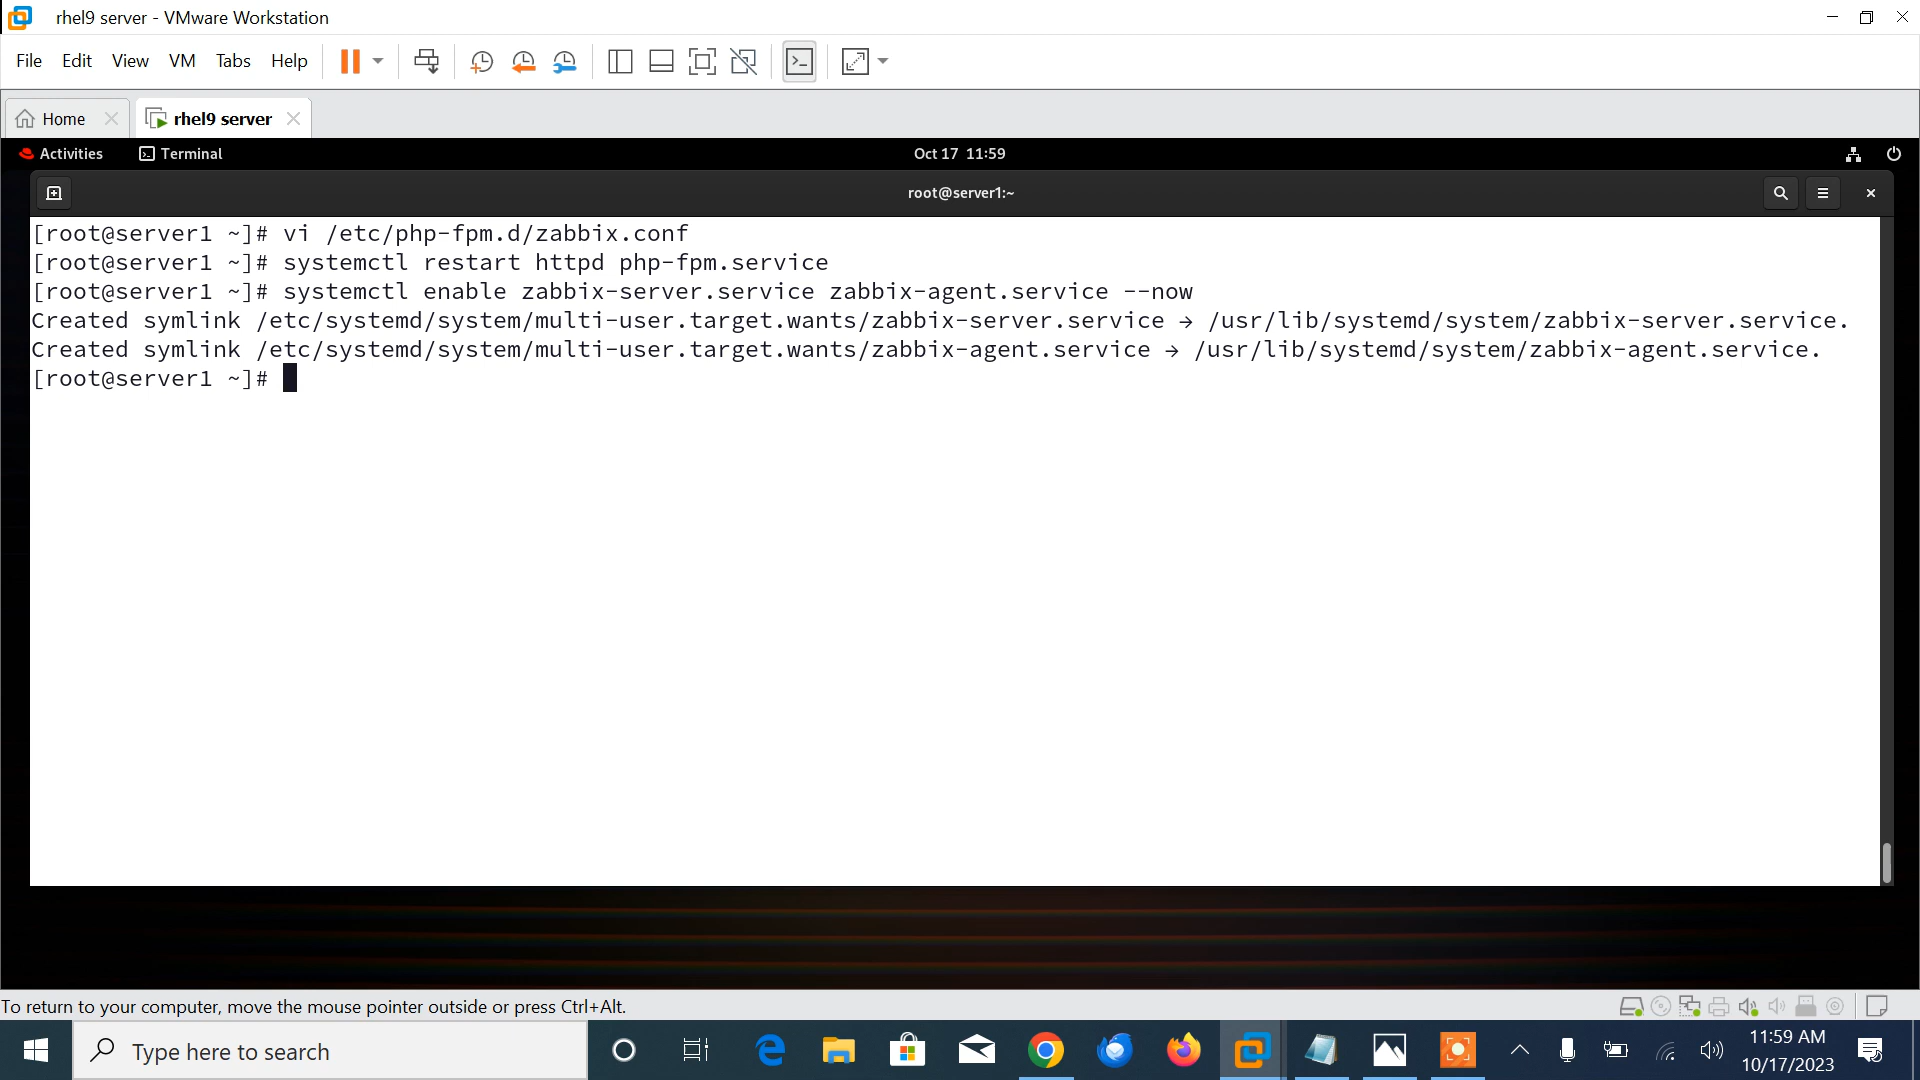 rhel9 server - VMware Workstation
File Edit View VM Tabs Help
Home
rhel9 server
Activities
Terminal
Oct 17 11:59
root@server1:~
[root@server1 ~]# vi /etc/php-fpm.d/zabbix.conf
[root@server1 ~]# systemctl restart httpd php-fpm.service
[root@server1 ~]# systemctl enable zabbix-server.service zabbix-agent.service --now
Created symlink /etc/systemd/system/multi-user.target.wants/zabbix-server.service → /usr/lib/systemd/system/zabbix-server.service.
Created symlink /etc/systemd/system/multi-user.target.wants/zabbix-agent.service → /usr/lib/systemd/system/zabbix-agent.service.
[root@server1 ~]#
To return to your computer, move the mouse pointer outside or press Ctrl+Alt.
Type here to search
11:59 AM
10/17/2023